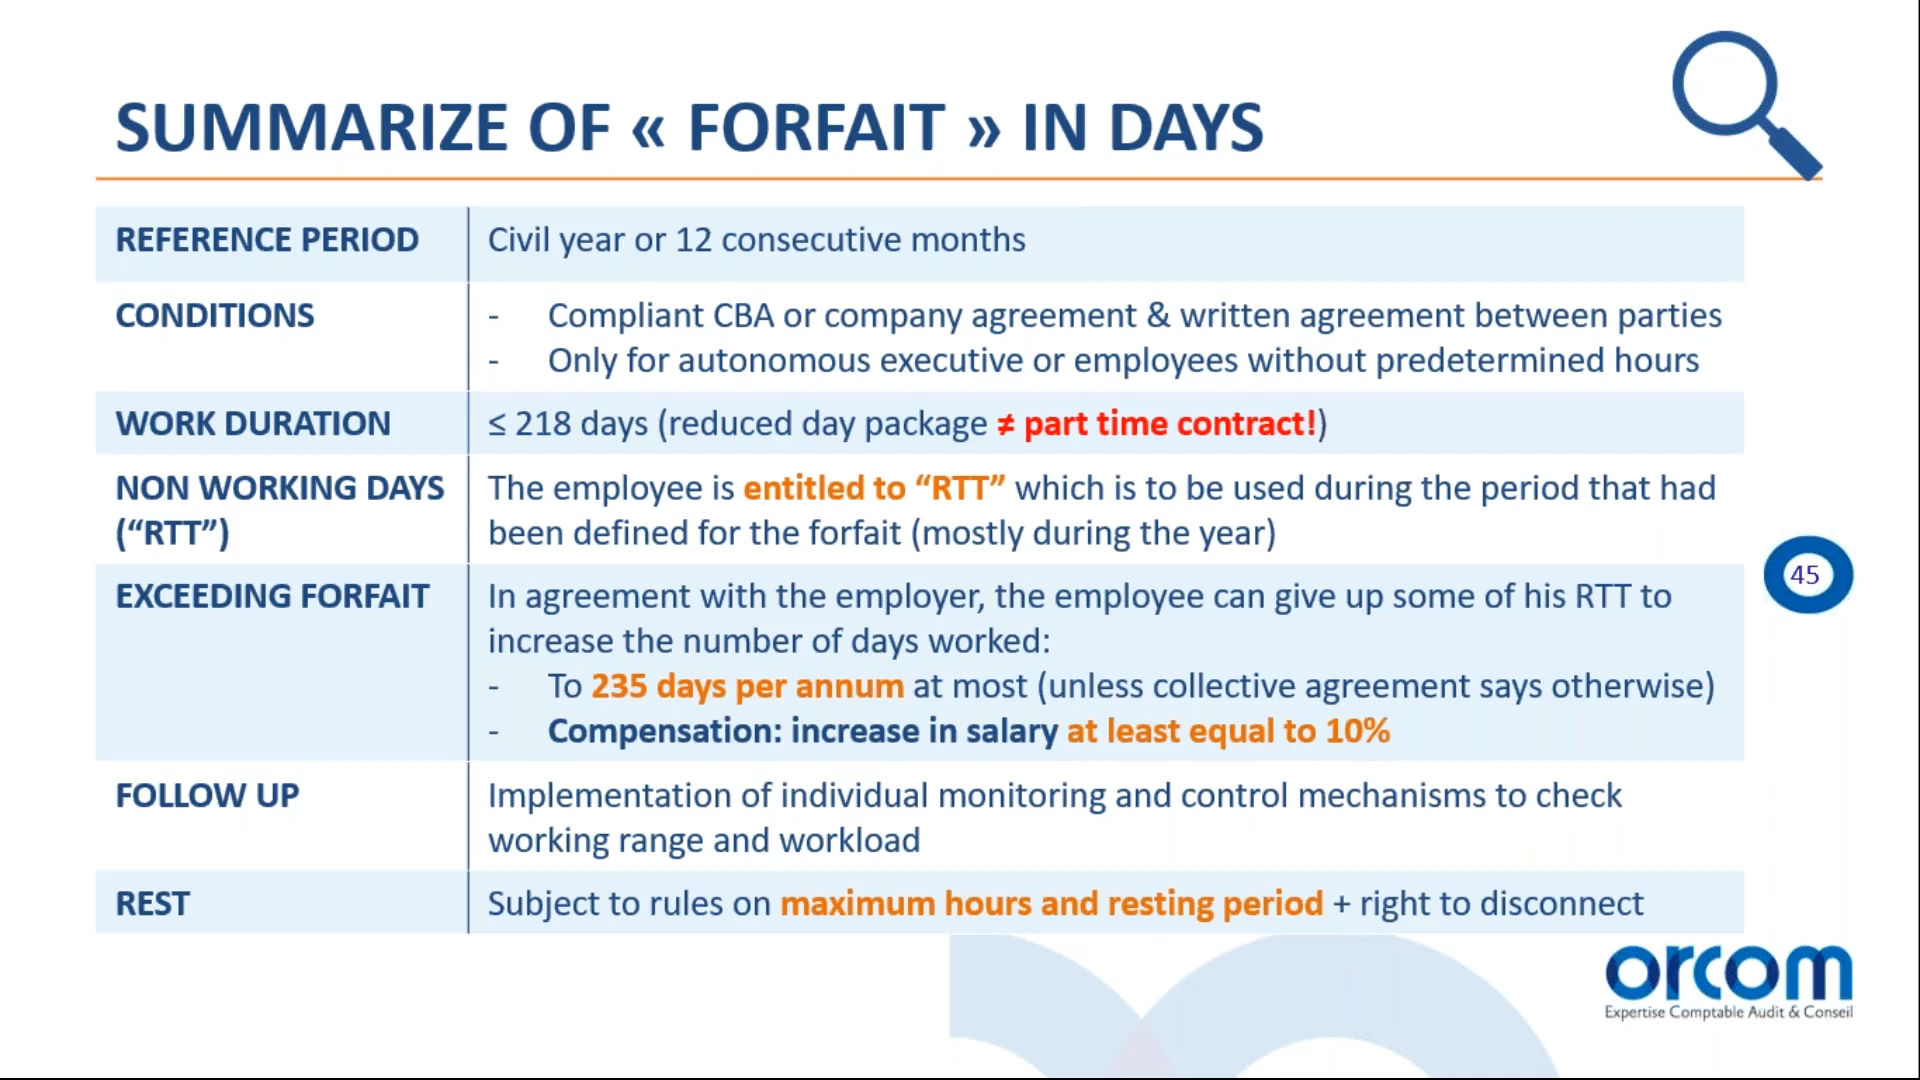 SUMMARIZE OF « FORFAIT » IN DAYS
REFERENCE PERIOD
Civil year or 12 consecutive months
CONDITIONS
- Compliant CBA or company agreement & written agreement between parties
- Only for autonomous executive or employees without predetermined hours
WORK DURATION
≤ 218 days (reduced day package ≠ part time contract!)
NON WORKING DAYS
(“RTT”)
The employee is entitled to “RTT” which is to be used during the period that had
been defined for the forfait (mostly during the year)
EXCEEDING FORFAIT
In agreement with the employer, the employee can give up some of his RTT to
increase the number of days worked:
- To 235 days per annum at most (unless collective agreement says otherwise)
- Compensation: increase in salary at least equal to 10%
45
FOLLOW UP
Implementation of individual monitoring and control mechanisms to check
working range and workload
REST
Subject to rules on maximum hours and resting period + right to disconnect
orcom
Expertise Comptable Audit & Conseil